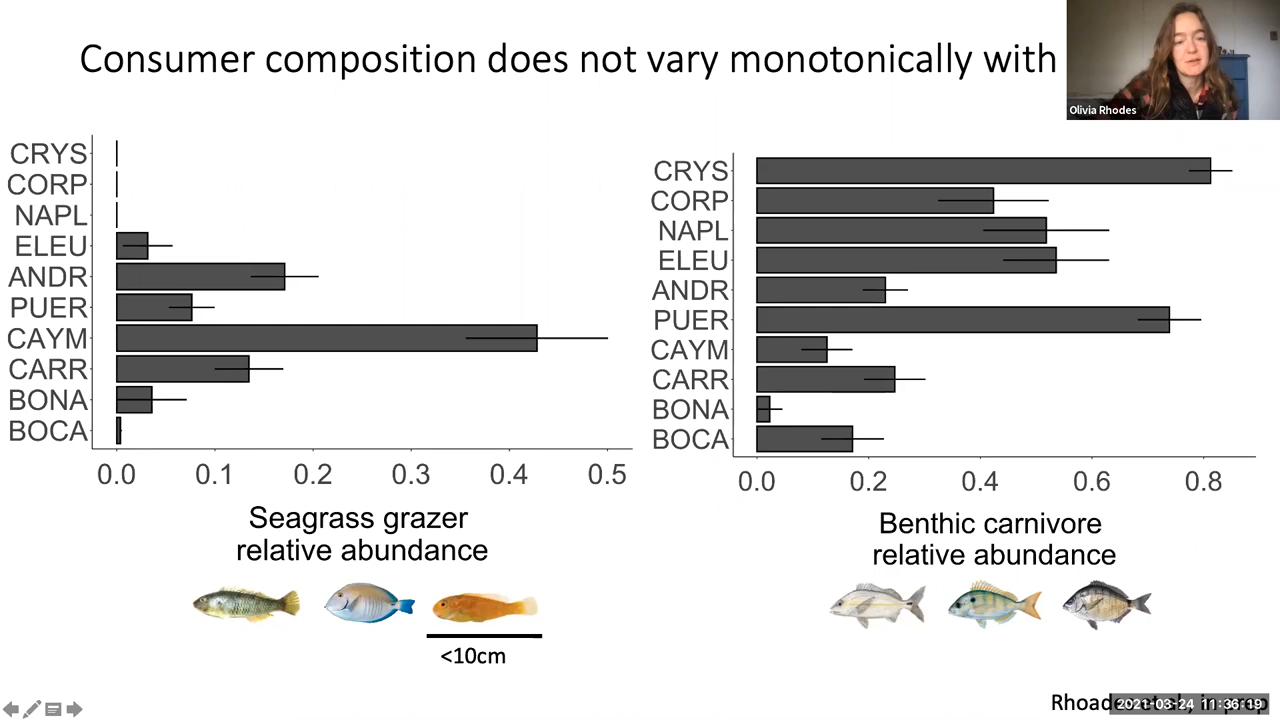 Consumer composition does not vary monotonically with
Olivia Rhodes
CRYS
CORP
NAPL
ELEU
ANDR
PUER
CAYM
CARR
BONA
BOCA
0.0 0.1 0.2 0.3 0.4 0.5
Seagrass grazer
relative abundance
<10cm
CRYS
CORP
NAPL
ELEU
ANDR
PUER
CAYM
CARR
BONA
BOCA
0.0 0.2 0.4 0.6 0.8
Benthic carnivore
relative abundance
2021-03-24 11:36:19